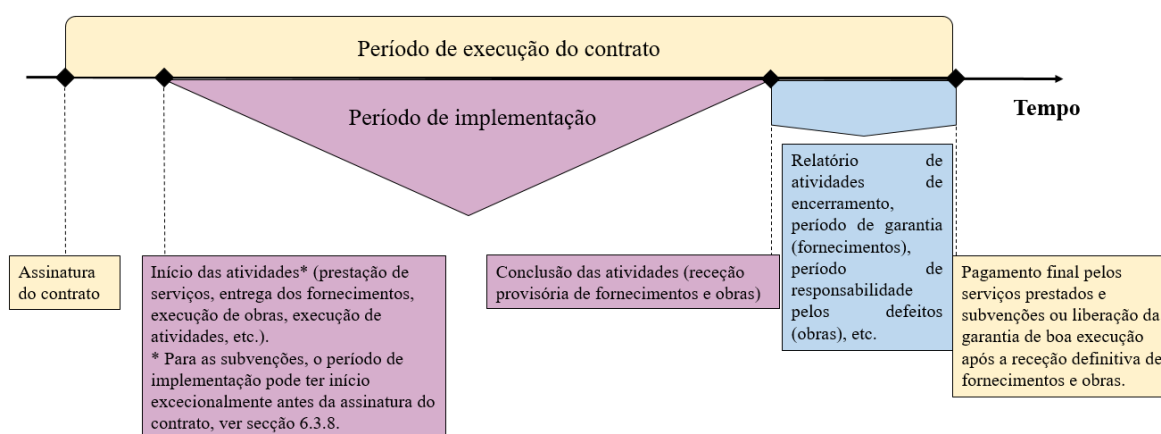 Período de execução do contrato
Tempo
Período de implementação
Assinatura
do contrato
Início das atividades* (prestação de
serviços, entrega dos fornecimentos,
execução de obras, execução de
atividades, etc.).
* Para as subvenções, o período de
implementação pode ter início
excecionalmente antes da assinatura do
contrato, ver secção 6.3.8.
Conclusão das atividades (receção
provisória de fornecimentos e obras)
Relatório de
atividades de
encerramento,
período de garantia
(fornecimentos),
período de
responsabilidade
pelos defeitos
(obras), etc.
Pagamento final pelos
serviços prestados e
subvenções ou liberação da
garantia de boa execução
após a receção definitiva de
fornecimentos e obras.